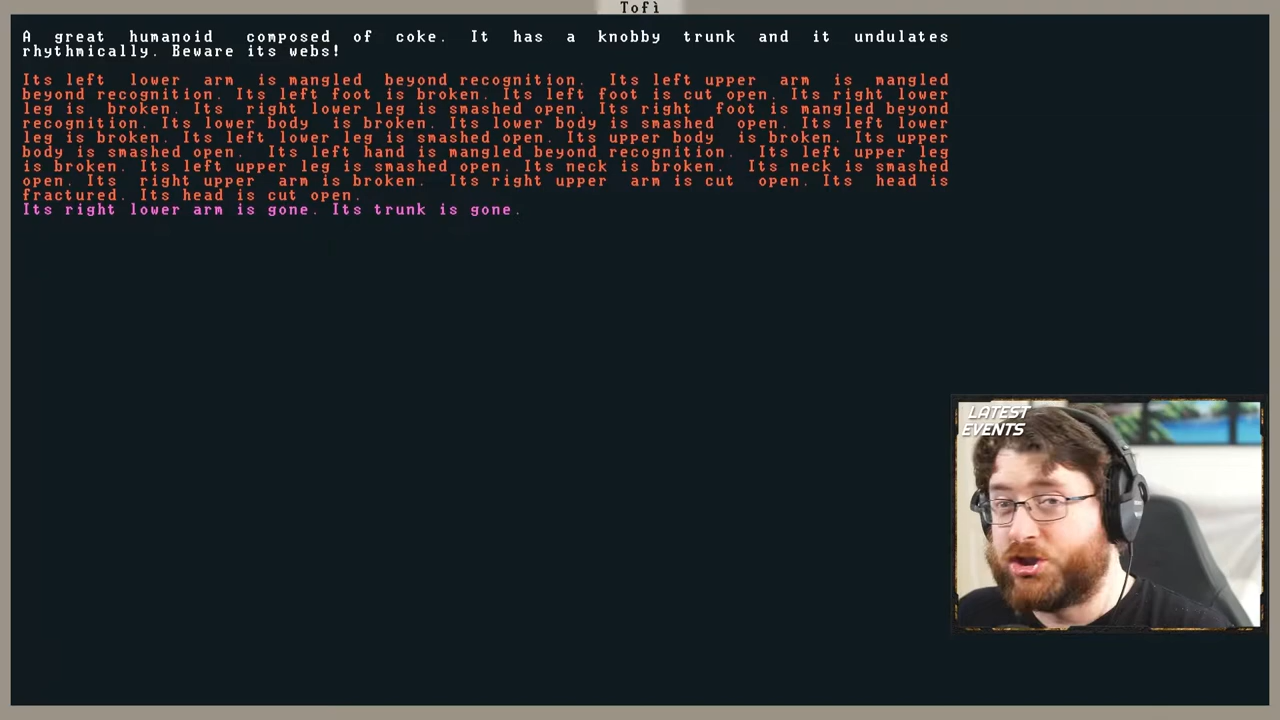 Tofì
A great humanoid composed of coke. It has a knobby trunk and it undulates
rhythmically. Beware its webs!
Its left lower arm is mangled beyond recognition. Its left upper arm is mangled
beyond recognition. Its left foot is broken. Its left foot is cut open. Its right lower
leg is broken. Its right lower leg is smashed open. Its right foot is mangled beyond
recognition. Its lower body is broken. Its lower body is smashed open. Its left lower
leg is broken. Its left lower leg is smashed open. Its upper body is broken. Its upper
body is smashed open. Its left hand is mangled beyond recognition. Its left upper leg
is broken. Its left upper leg is smashed open. Its neck is broken. Its neck is smashed
open. Its right upper arm is broken. Its right upper arm is cut open. Its head is
fractured. Its head is cut open.
Its right lower arm is gone. Its trunk is gone.
LATEST
EVENTS